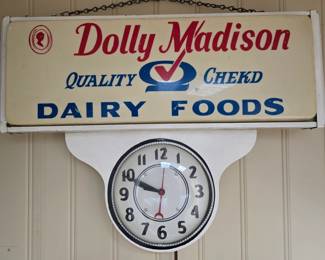 Dolly Madison
QUALITY CHEKD
DAIRY FOODS
12
11 1
10 2
9 3
8 4
7 5
6